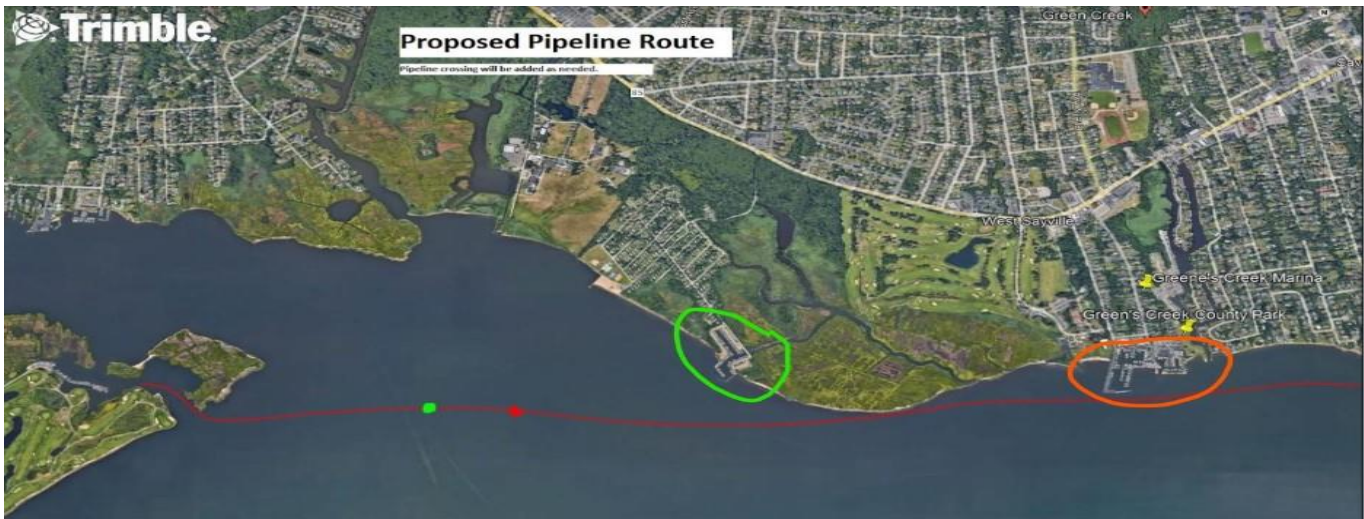 Trimble.
Green Creek
Proposed Pipeline Route
Pipeline crossing will be added as needed.
85
West Sayville
Greene's Creek Marina
Green's Creek County Park